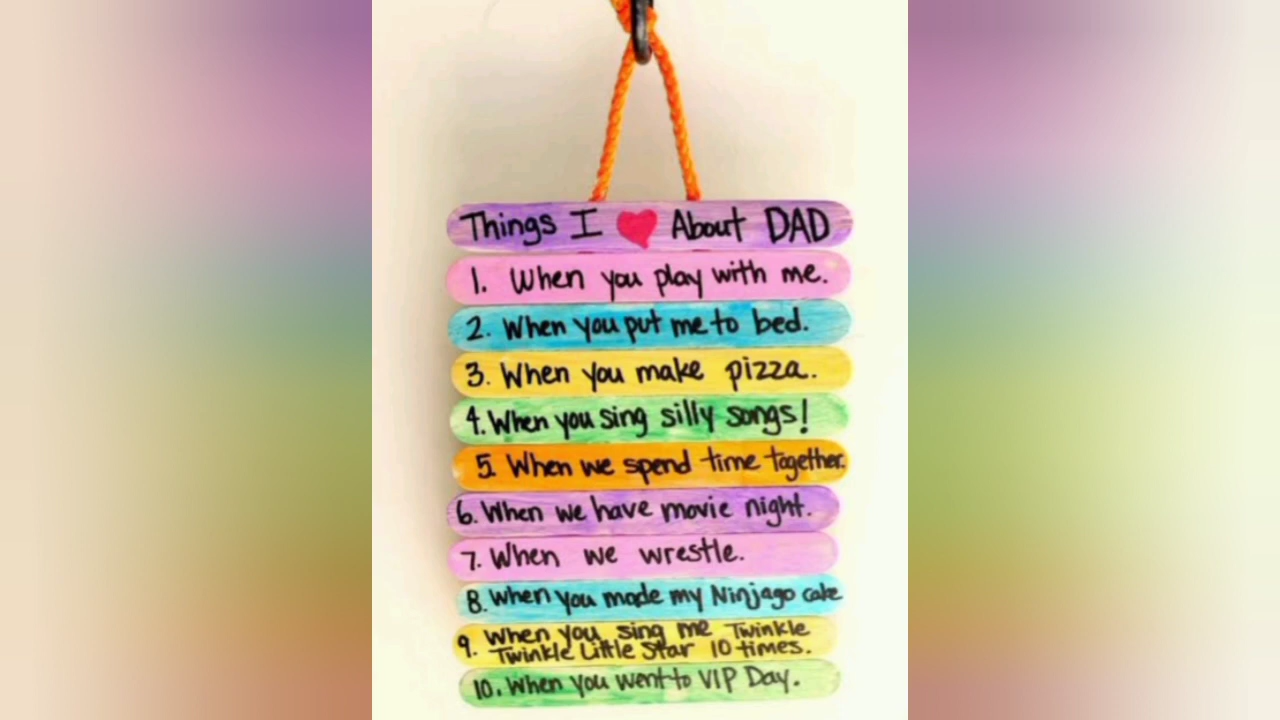 Things I ❤ About DAD
1. When you play with me.
2. When you put me to bed.
3. When you make pizza.
4. When you sing silly songs!
5. When we spend time together.
6. When we have movie night.
7. When we wrestle.
8. When you made my Ninjago cake
9. When you sing me Twinkle
Twinkle Little Star 10 times.
10. When you went to VIP Day.